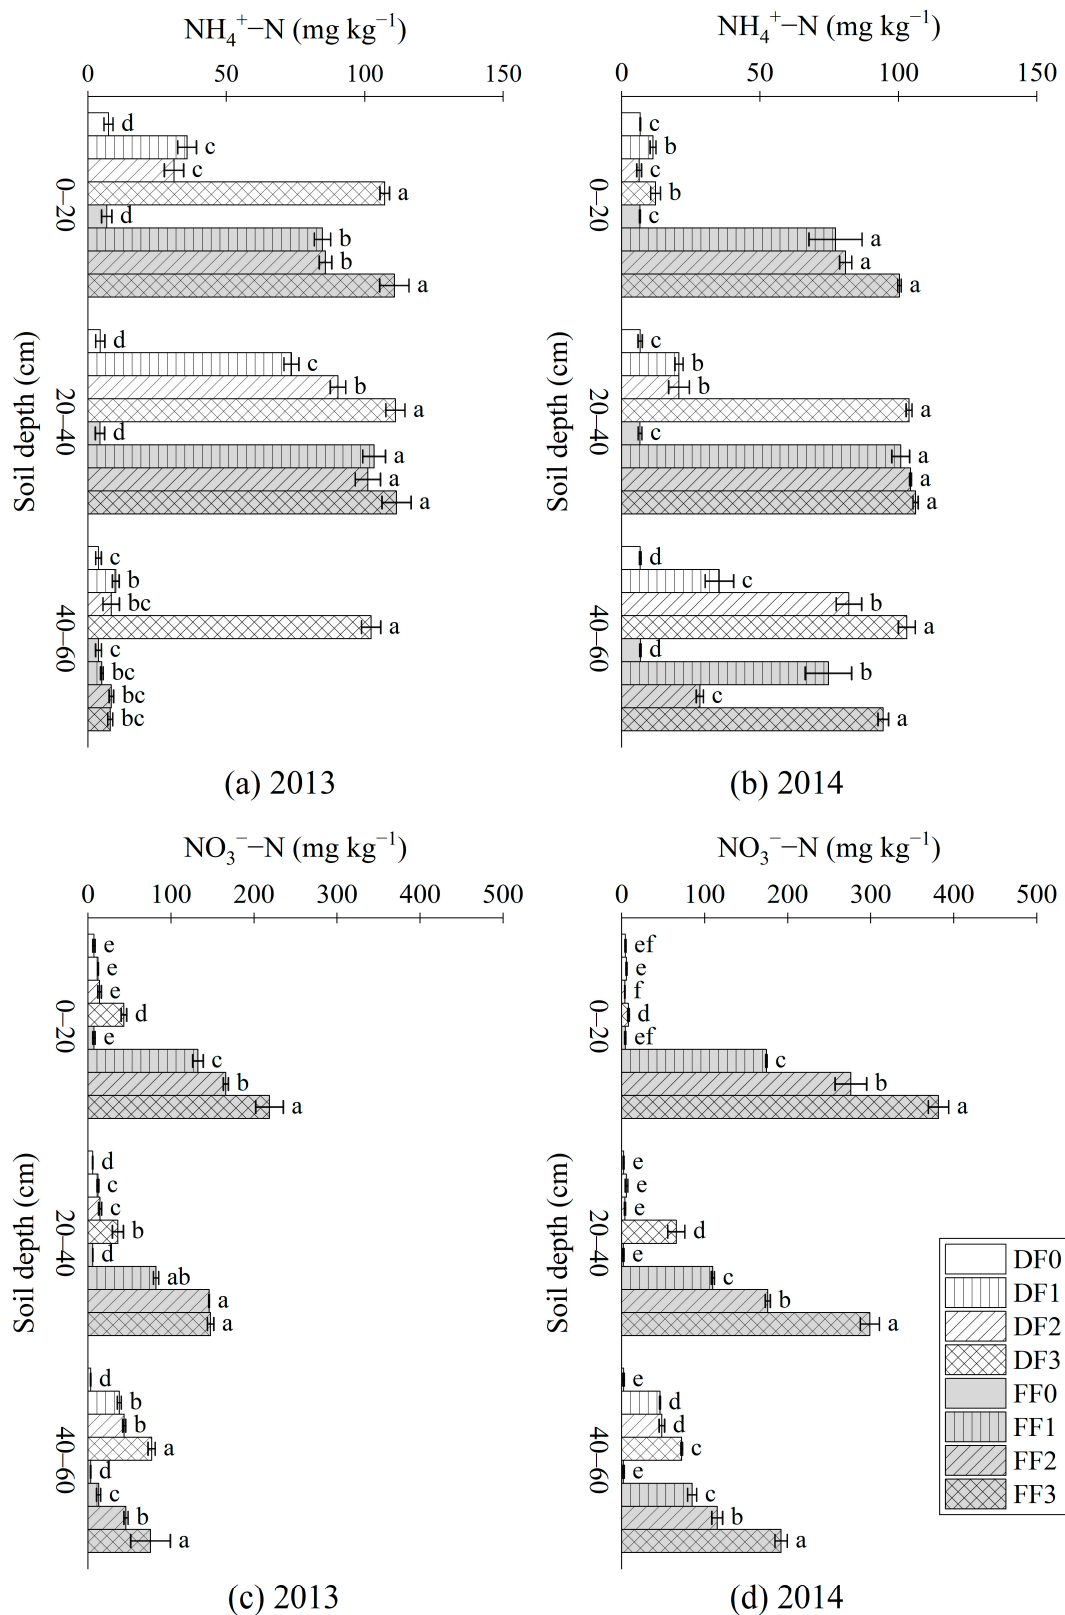 NH₄⁺−N (mg kg⁻¹)
0 50 100 150
d
c
c
a
d
b
b
a
0–20
d
c
b
a
d
a
a
a
20–40
c
b
bc
a
c
bc
bc
bc
40–60
Soil depth (cm)
(a) 2013
NH₄⁺−N (mg kg⁻¹)
0 50 100 150
c
b
c
b
c
a
a
a
0–20
c
b
b
a
c
a
a
a
20–40
d
c
b
a
d
b
c
a
40–60
Soil depth (cm)
(b) 2014
NO₃⁻−N (mg kg⁻¹)
0 100 200 300 400 500
e
e
e
d
e
c
b
a
0–20
d
c
c
b
d
ab
a
a
20–40
d
b
b
a
d
c
b
a
40–60
Soil depth (cm)
(c) 2013
NO₃⁻−N (mg kg⁻¹)
0 100 200 300 400 500
ef
e
f
d
ef
c
b
a
0–20
e
e
e
d
e
c
b
a
20–40
e
d
d
c
e
c
b
a
40–60
Soil depth (cm)
DF0
DF1
DF2
DF3
FF0
FF1
FF2
FF3
(d) 2014